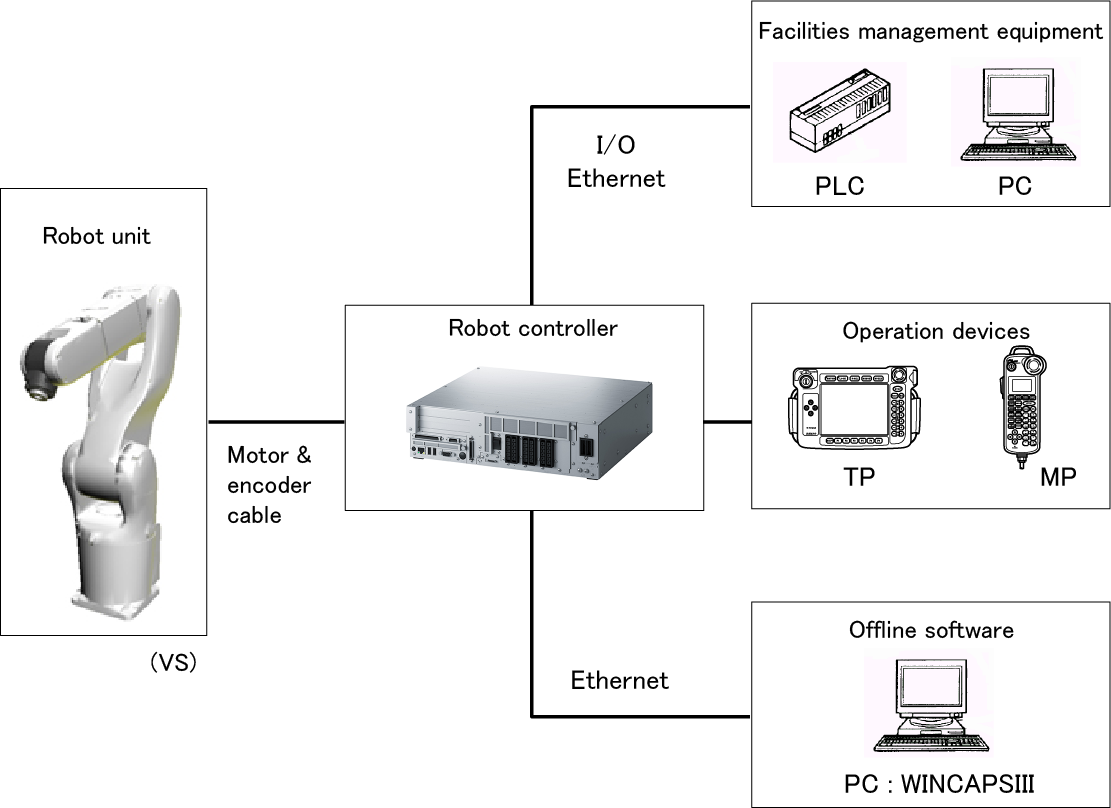 Facilities management equipment
PLC
PC
I/O
Ethernet
Robot unit
(VS)
Motor &
encoder
cable
Robot controller
Operation devices
TP
MP
Ethernet
Offline software
PC : WINCAPSIII